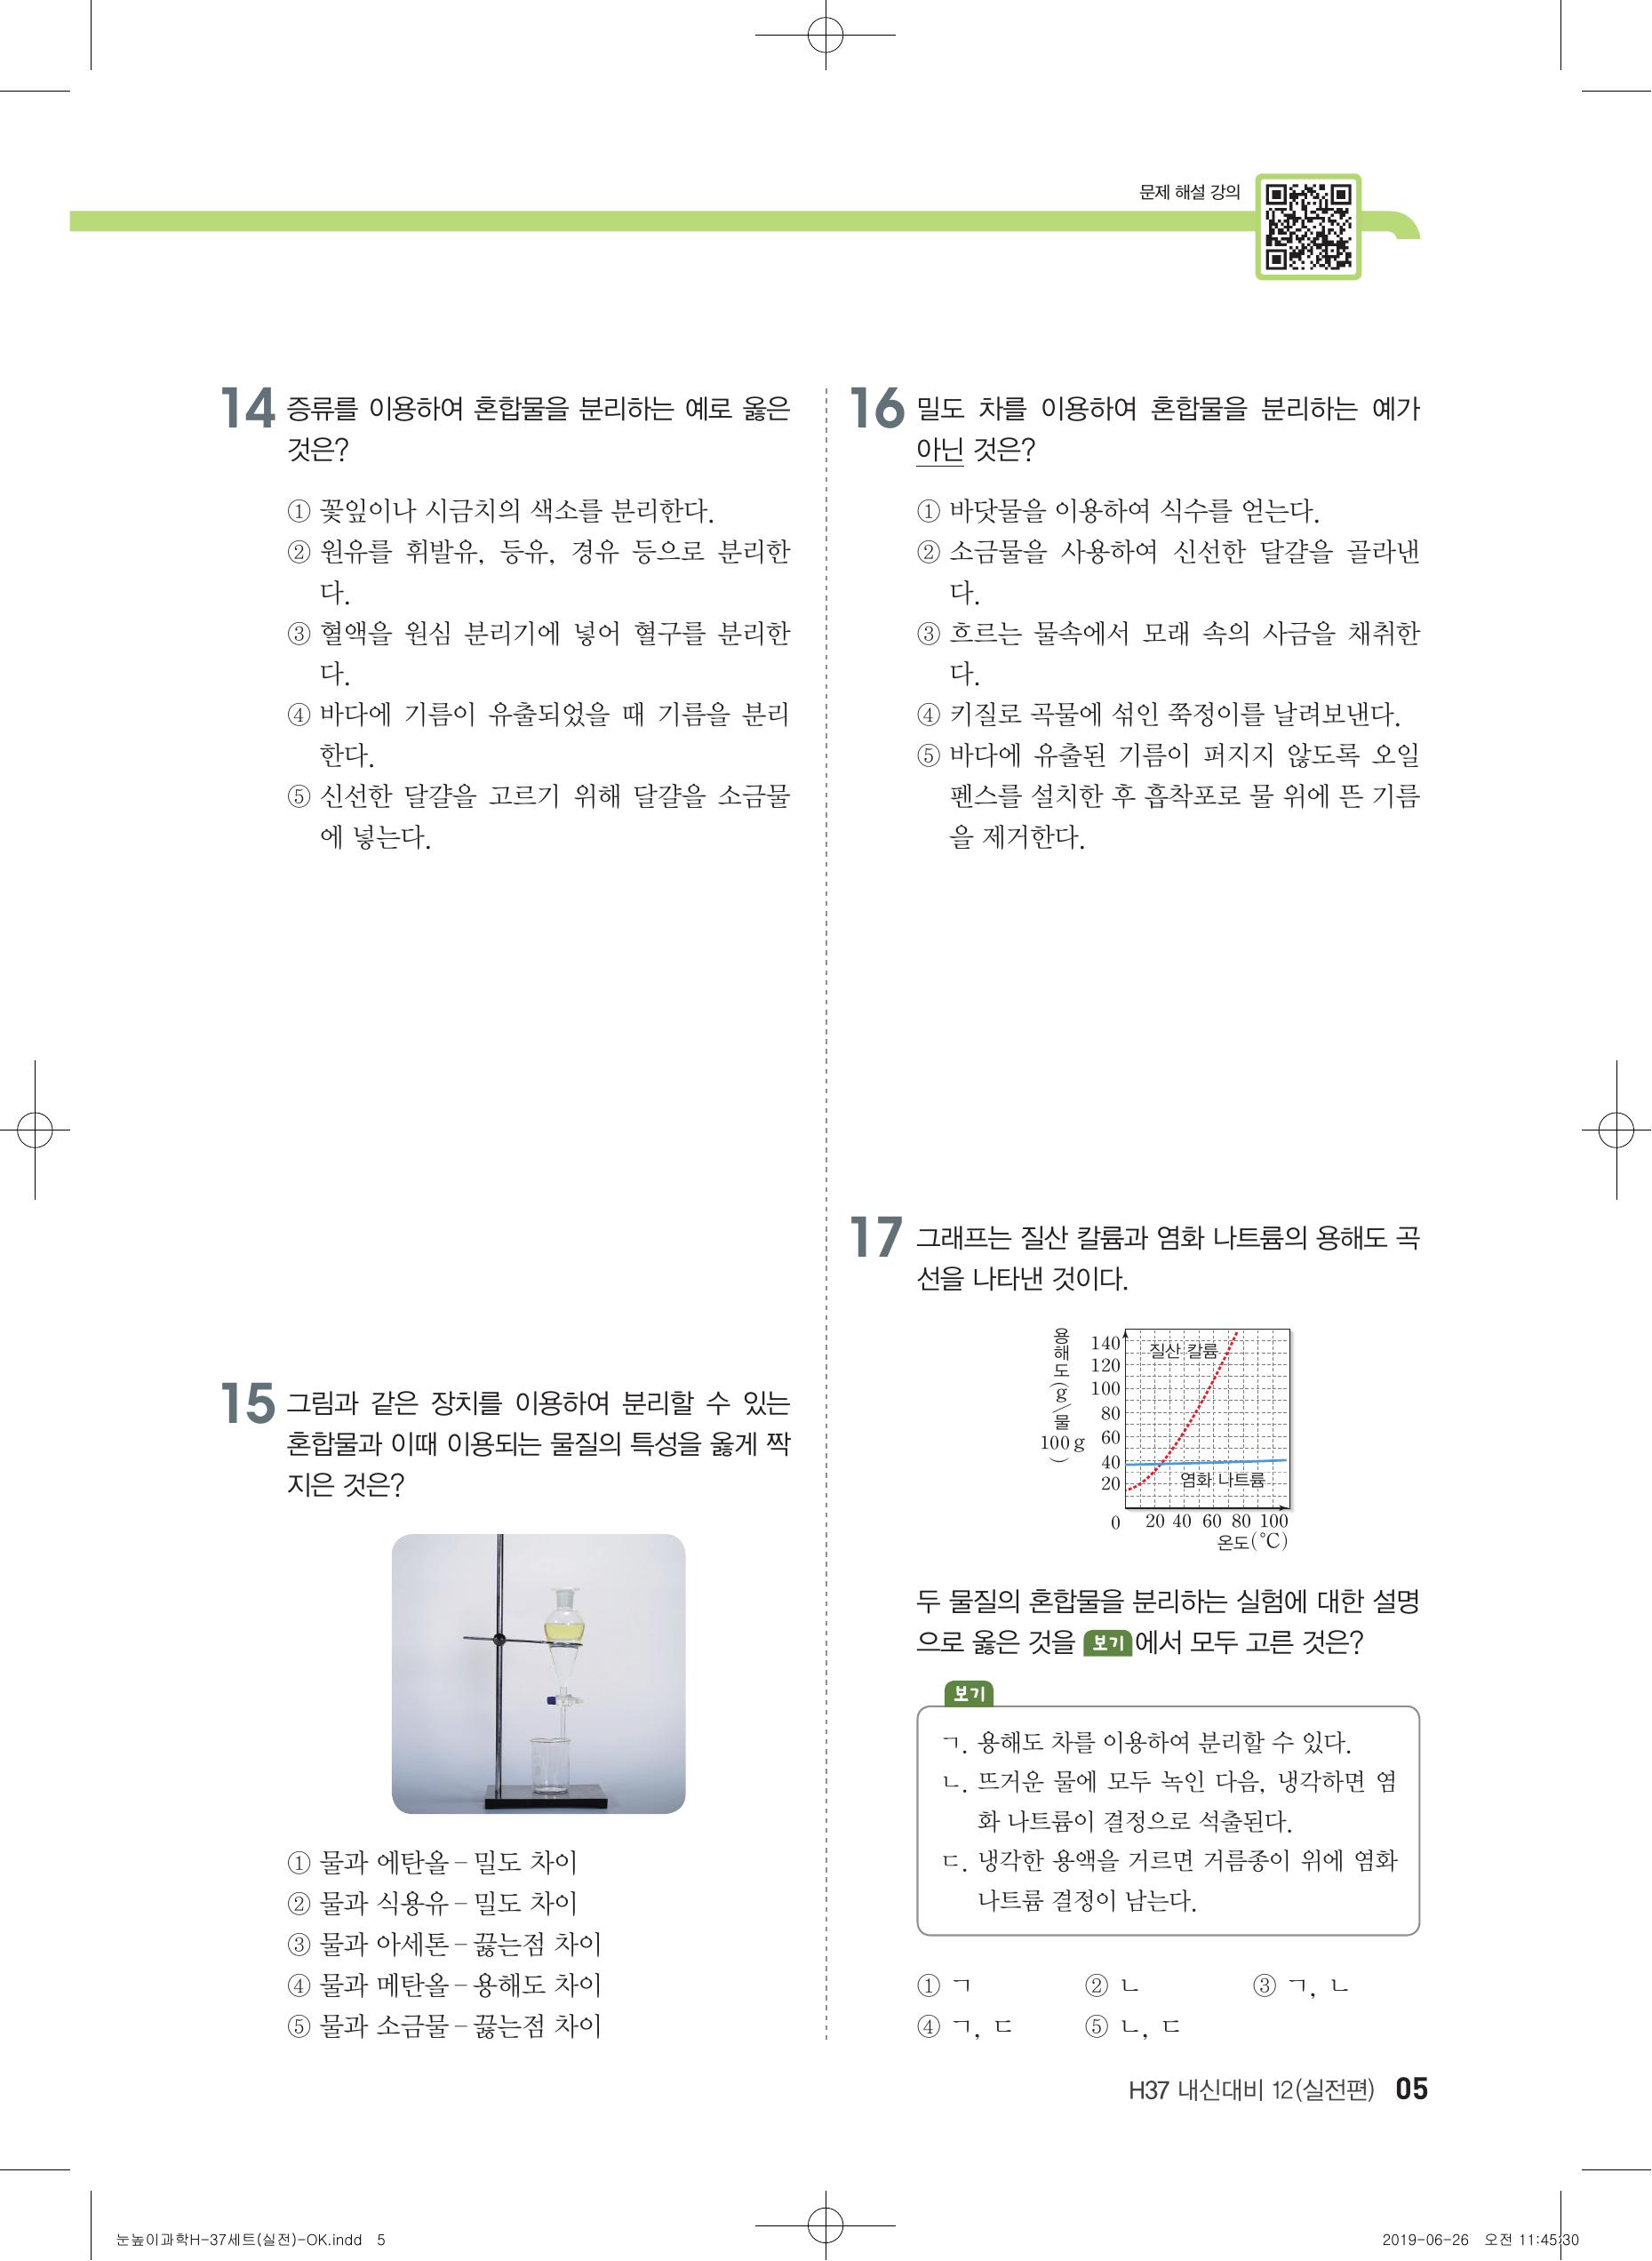 문제 해설 강의
14 증류를 이용하여 혼합물을 분리하는 예로 옳은
것은?
① 꽃잎이나 시금치의 색소를 분리한다.
② 원유를 휘발유, 등유, 경유 등으로 분리한
다.
③ 혈액을 원심 분리기에 넣어 혈구를 분리한
다.
④ 바다에 기름이 유출되었을 때 기름을 분리
한다.
⑤ 신선한 달걀을 고르기 위해 달걀을 소금물
에 넣는다.
15 그림과 같은 장치를 이용하여 분리할 수 있는
혼합물과 이때 이용되는 물질의 특성을 옳게 짝
지은 것은?
① 물과 에탄올 – 밀도 차이
② 물과 식용유 – 밀도 차이
③ 물과 아세톤 – 끓는점 차이
④ 물과 메탄올 – 용해도 차이
⑤ 물과 소금물 – 끓는점 차이
16 밀도 차를 이용하여 혼합물을 분리하는 예가
아닌 것은?
① 바닷물을 이용하여 식수를 얻는다.
② 소금물을 사용하여 신선한 달걀을 골라낸
다.
③ 흐르는 물속에서 모래 속의 사금을 채취한
다.
④ 키질로 곡물에 섞인 쭉정이를 날려보낸다.
⑤ 바다에 유출된 기름이 퍼지지 않도록 오일
펜스를 설치한 후 흡착포로 물 위에 뜬 기름
을 제거한다.
17 그래프는 질산 칼륨과 염화 나트륨의 용해도 곡
선을 나타낸 것이다.
용해도(g/물 100 g)
140
120
100
80
60
40
20
질산 칼륨
염화 나트륨
0 20 40 60 80 100
온도(℃)
두 물질의 혼합물을 분리하는 실험에 대한 설명
으로 옳은 것을 보기 에서 모두 고른 것은?
보기
ㄱ. 용해도 차를 이용하여 분리할 수 있다.
ㄴ. 뜨거운 물에 모두 녹인 다음, 냉각하면 염
화 나트륨이 결정으로 석출된다.
ㄷ. 냉각한 용액을 거르면 거름종이 위에 염화
나트륨 결정이 남는다.
① ㄱ ② ㄴ ③ ㄱ, ㄴ
④ ㄱ, ㄷ ⑤ ㄴ, ㄷ
H37 내신대비 12(실전편) 05
눈높이과학H-37세트(실전)-OK.indd 5
2019-06-26 오전 11:45:30